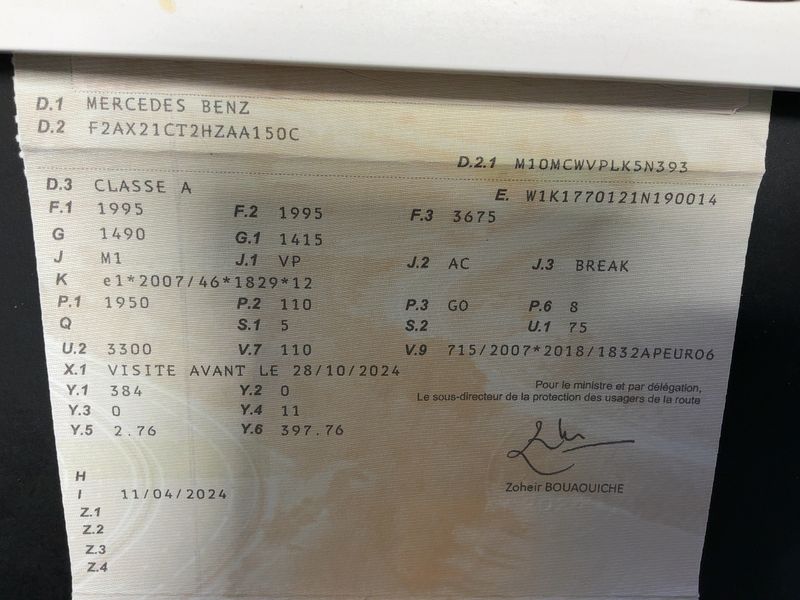 D.1 MERCEDES BENZ
D.2 F2AX21CT2HZAA150C
D.2.1 M10MCWVPLK5N393
D.3 CLASSE A E. W1K1770121N190014
F.1 1995 F.2 1995 F.3 3675
G 1490 G.1 1415
J M1 J.1 VP J.2 AC J.3 BREAK
K e1*2007/46*1829*12
P.1 1950 P.2 110 P.3 GO P.6 8
Q S.1 5 S.2 U.1 75
U.2 3300 V.7 110 V.9 715/2007*2018/1832APEURO6
X.1 VISITE AVANT LE 28/10/2024
Y.1 384 Y.2 0
Y.3 0 Y.4 11
Y.5 2.76 Y.6 397.76
Pour le ministre et par délégation,
Le sous-directeur de la protection des usagers de la route
Zoheir BOUAOUICHE
H
I 11/04/2024
Z.1
Z.2
Z.3
Z.4